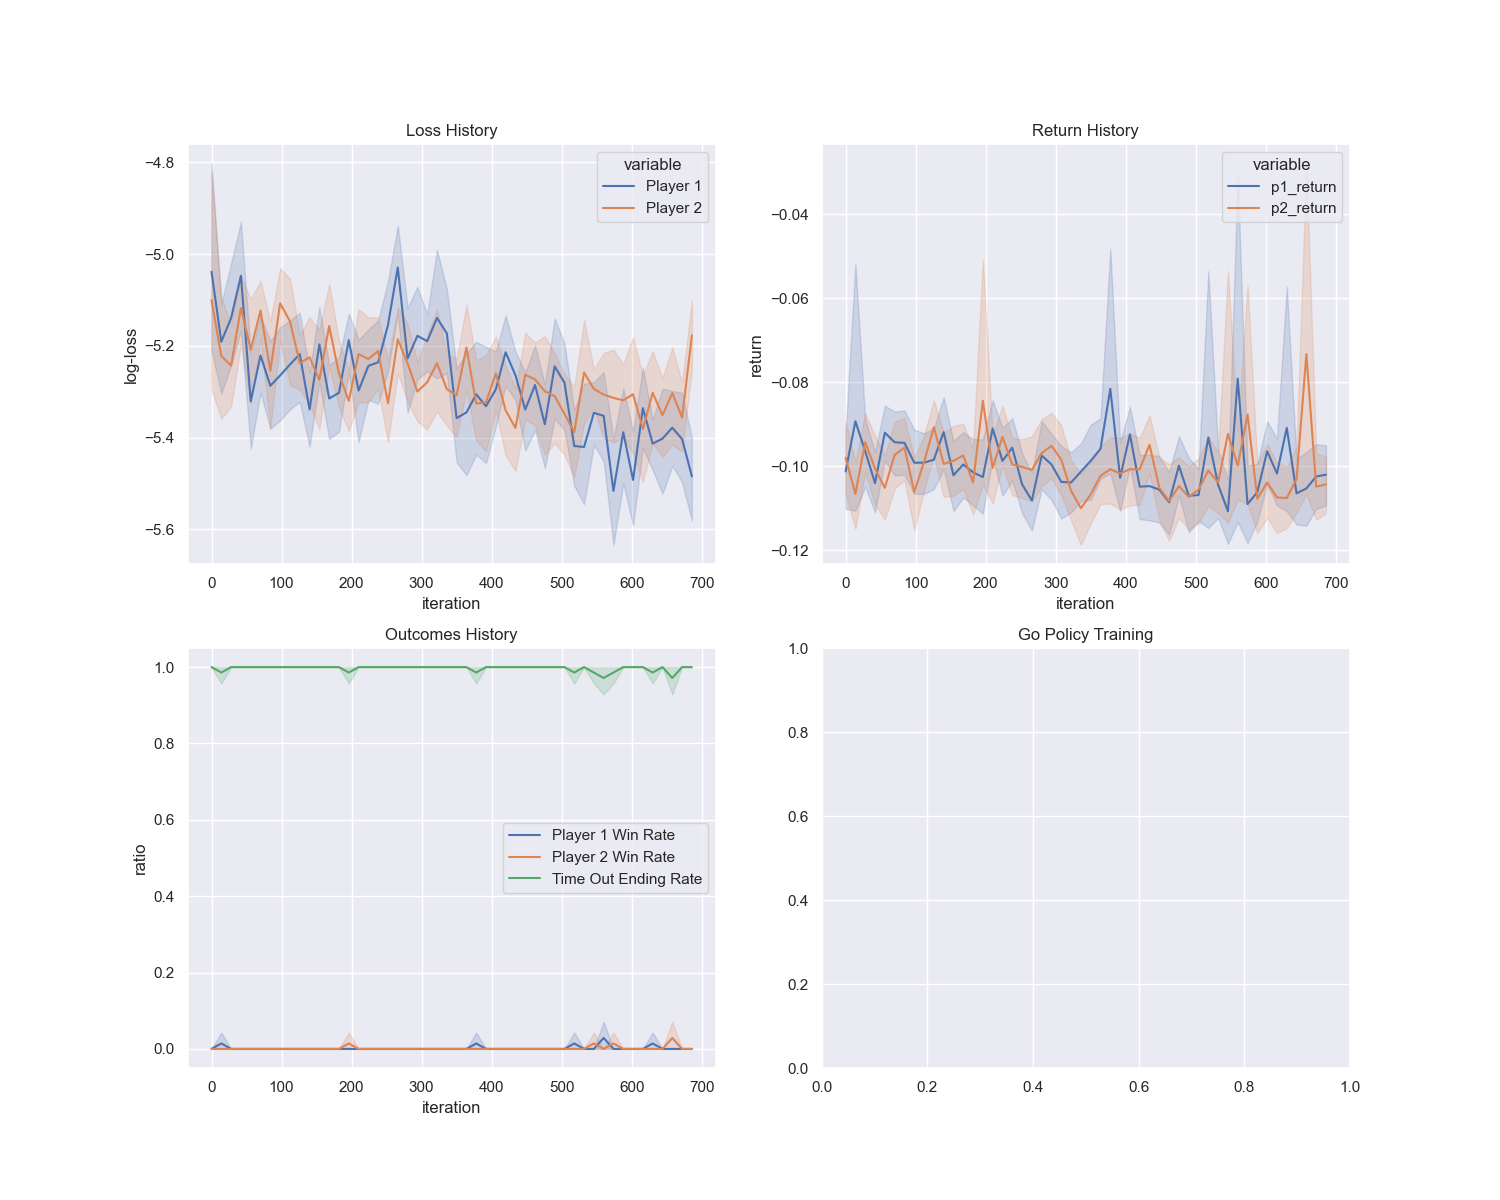 Loss History
variable
Player 1
Player 2
−4.8
−5.0
−5.2
−5.4
−5.6
log-loss
0 100 200 300 400 500 600 700
iteration
Return History
variable
p1_return
p2_return
−0.04
−0.06
−0.08
−0.10
−0.12
return
0 100 200 300 400 500 600 700
iteration
Outcomes History
1.0
0.8
0.6
0.4
0.2
0.0
ratio
Player 1 Win Rate
Player 2 Win Rate
Time Out Ending Rate
0 100 200 300 400 500 600 700
iteration
Go Policy Training
1.0
0.8
0.6
0.4
0.2
0.0
0.0 0.2 0.4 0.6 0.8 1.0